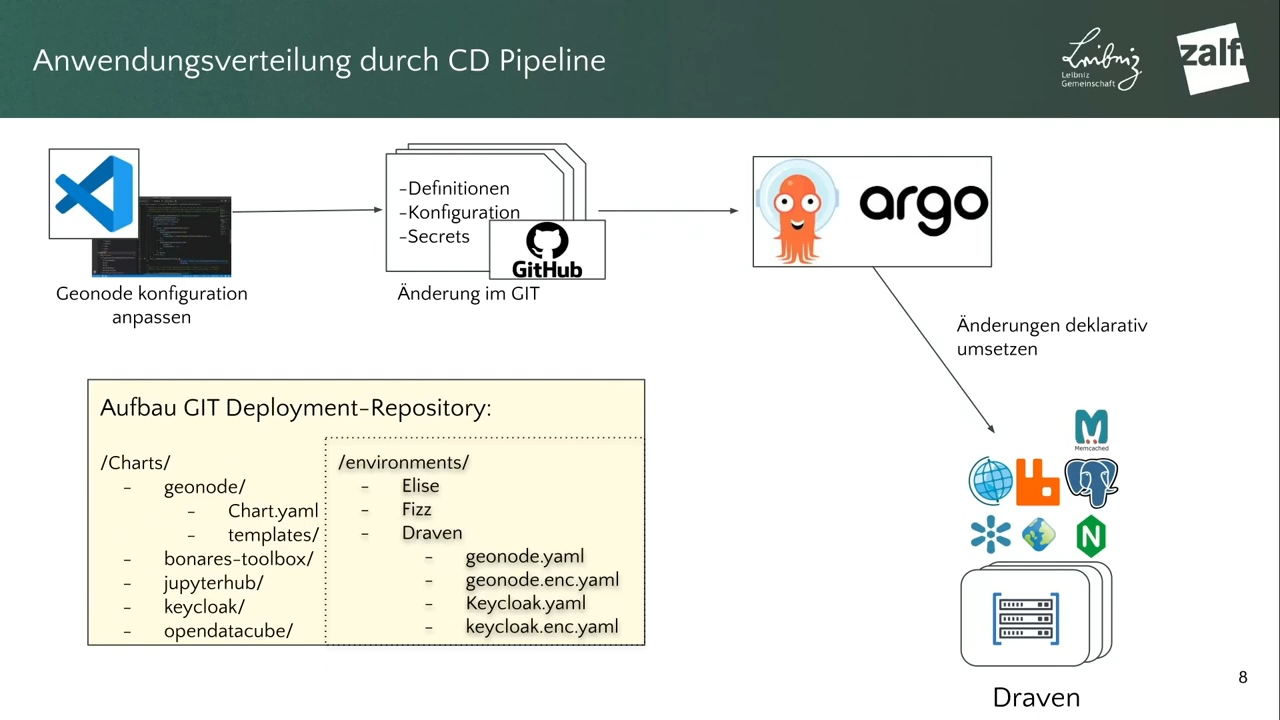 Anwendungsverteilung durch CD Pipeline
Leibniz
Leibniz
Gemeinschaft
zalf.
-Definitionen
-Konfiguration
-Secrets
GitHub
argo
Geonode konfiguration
anpassen
Änderung im GIT
Änderungen deklarativ
umsetzen
Aufbau GIT Deployment-Repository:
/Charts/
- geonode/
- Chart.yaml
- templates/
- bonares-toolbox/
- jupyterhub/
- keycloak/
- opendatacube/
/environments/
- Elise
- Fizz
- Draven
- geonode.yaml
- geonode.enc.yaml
- Keycloak.yaml
- keycloak.enc.yaml
Memcached
N
Draven
8